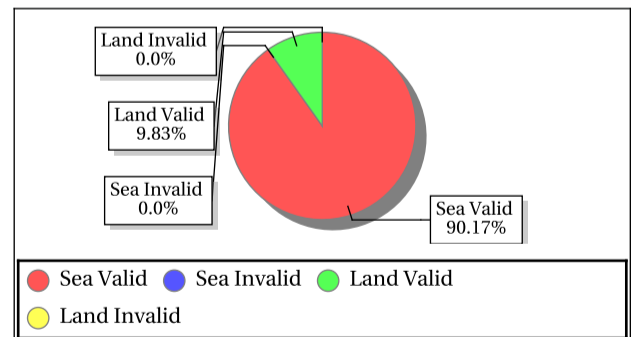 Land Invalid
0.0%
Land Valid
9.83%
Sea Invalid
0.0%
Sea Valid
90.17%
Sea Valid Sea Invalid Land Valid
Land Invalid